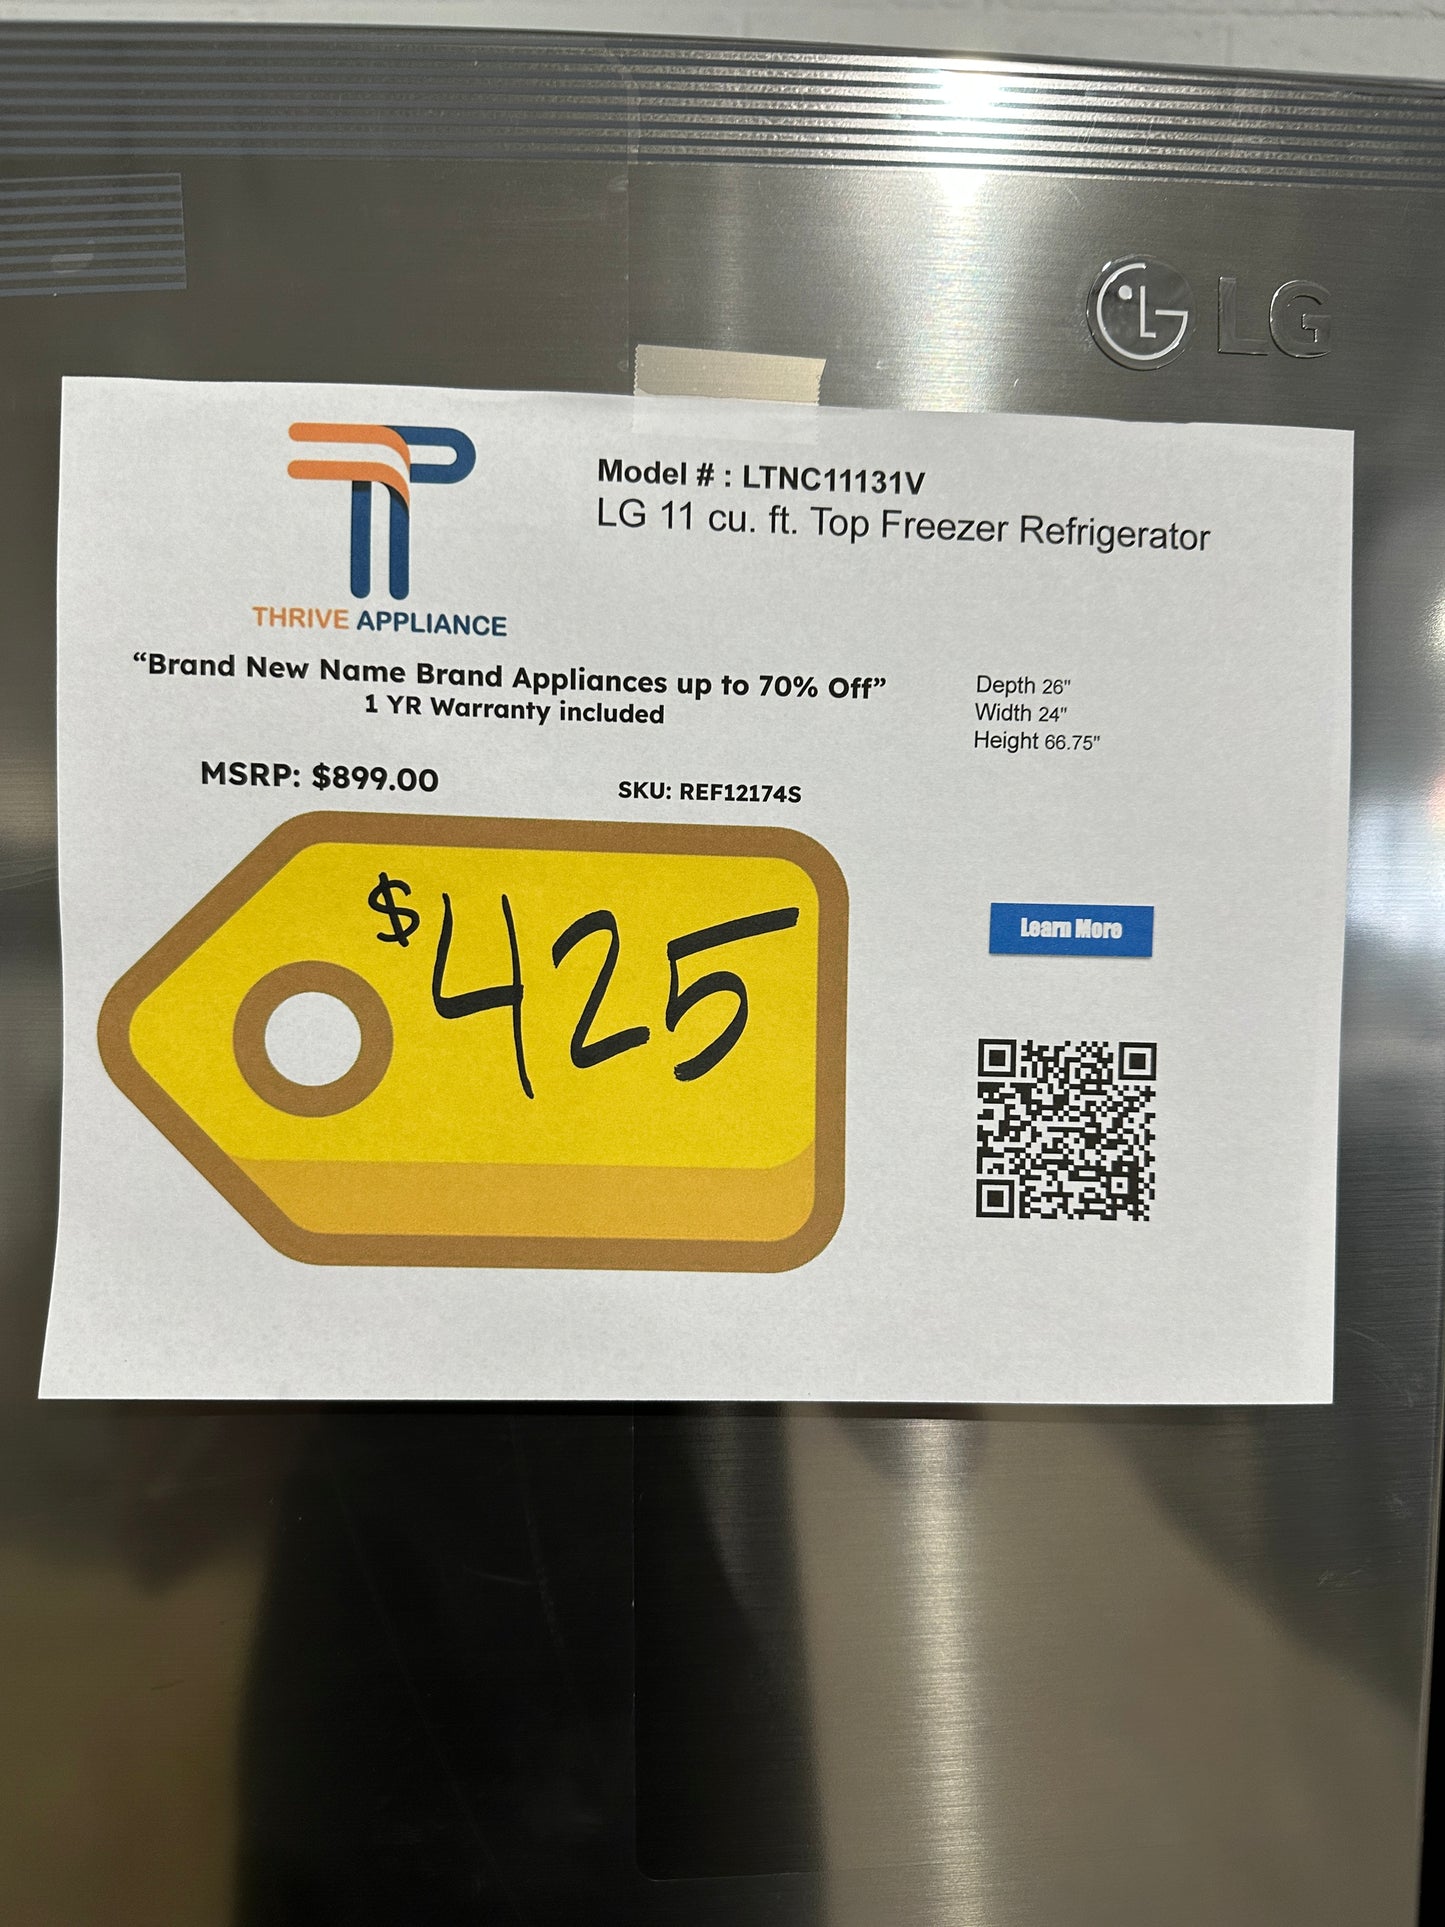 LG
THRIVE APPLIANCE
Model # : LTNC11131V
LG 11 cu. ft. Top Freezer Refrigerator
“Brand New Name Brand Appliances up to 70% Off”
1 YR Warranty included
Depth 26"
Width 24"
Height 66.75"
MSRP: $899.00
SKU: REF12174S
$425
Learn More